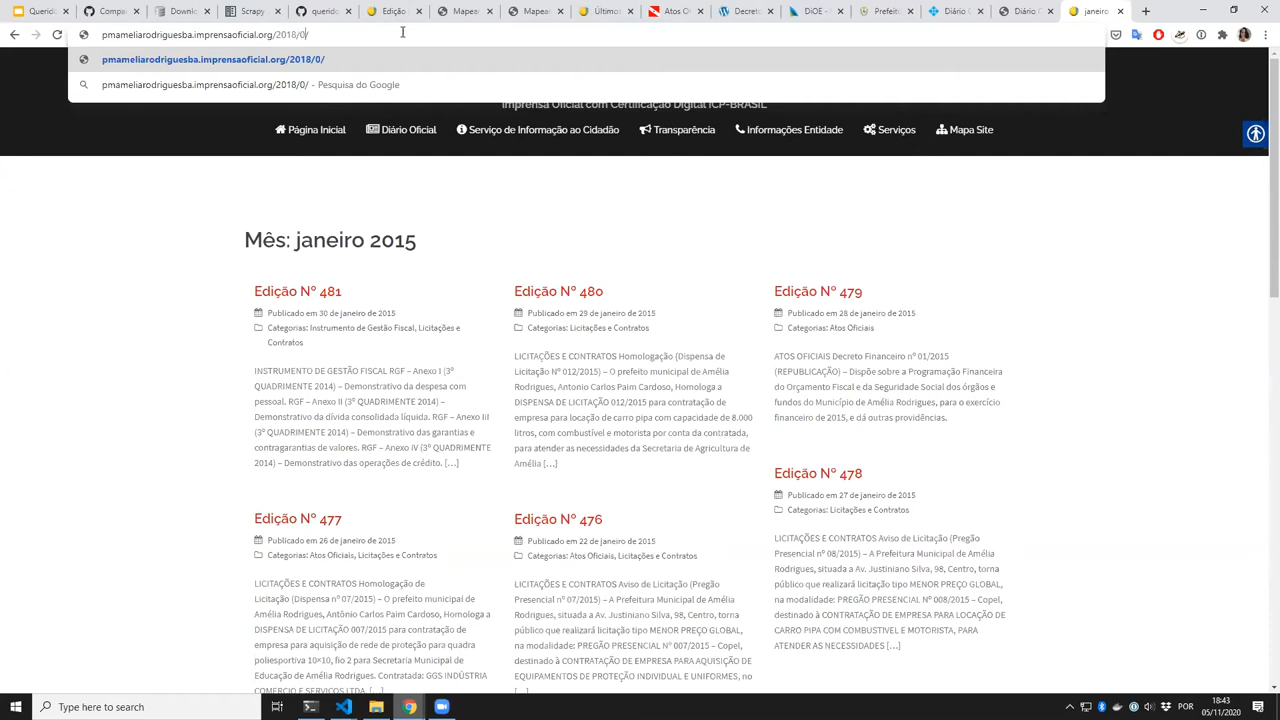 Querid
Compa
Downlo
Scrapy
querido
Edição
Mapea
Mapea
Último
Atos O
Decret
DOE -
Prefeit
Diário
Diário O
janeiro
pmameliarodriguesba.imprensaoficial.org/2018/0/
pmameliarodriguesba.imprensaoficial.org/2018/0/
pmameliarodriguesba.imprensaoficial.org/2018/0/ - Pesquisa do Google
Imprensa Oficial com Certificação Digital ICP-BRASIL
Página Inicial Diário Oficial Serviço de Informação ao Cidadão Transparência Informações Entidade Serviços Mapa Site
Mês: janeiro 2015
Edição Nº 481
Publicado em 30 de janeiro de 2015
Categorias: Instrumento de Gestão Fiscal, Licitações e
Contratos
INSTRUMENTO DE GESTÃO FISCAL RGF – Anexo I (3º
QUADRIMENTE 2014) – Demonstrativo da despesa com
pessoal. RGF – Anexo II (3º QUADRIMENTE 2014) –
Demonstrativo da dívida consolidada líquida. RGF – Anexo III
(3º QUADRIMENTE 2014) – Demonstrativo das garantias e
contragarantias de valores. RGF – Anexo IV (3º QUADRIMENTE
2014) – Demonstrativo das operações de crédito. […]
Edição Nº 480
Publicado em 29 de janeiro de 2015
Categorias: Licitações e Contratos
LICITAÇÕES E CONTRATOS Homologação (Dispensa de
Licitação Nº 012/2015) – O prefeito municipal de Amélia
Rodrigues, Antonio Carlos Paim Cardoso, Homologa a
DISPENSA DE LICITAÇÃO 012/2015 para contratação de
empresa para locação de carro pipa com capacidade de 8.000
litros, com combustível e motorista por conta da contratada,
para atender as necessidades da Secretaria de Agricultura de
Amélia […]
Edição Nº 479
Publicado em 28 de janeiro de 2015
Categorias: Atos Oficiais
ATOS OFICIAIS Decreto Financeiro nº 01/2015
(REPUBLICAÇÃO) – Dispõe sobre a Programação Financeira
do Orçamento Fiscal e da Seguridade Social dos órgãos e
fundos do Município de Amélia Rodrigues, para o exercício
financeiro de 2015, e dá outras providências.
Edição Nº 478
Publicado em 27 de janeiro de 2015
Categorias: Licitações e Contratos
LICITAÇÕES E CONTRATOS Aviso de Licitação (Pregão
Presencial nº 08/2015) – A Prefeitura Municipal de Amélia
Rodrigues, situada a Av. Justiniano Silva, 98, Centro, torna
público que realizará licitação tipo MENOR PREÇO GLOBAL,
na modalidade: PREGÃO PRESENCIAL Nº 008/2015 – Copel,
destinado à CONTRATAÇÃO DE EMPRESA PARA LOCAÇÃO DE
CARRO PIPA COM COMBUSTIVEL E MOTORISTA, PARA
ATENDER AS NECESSIDADES […]
Edição Nº 477
Publicado em 26 de janeiro de 2015
Categorias: Atos Oficiais, Licitações e Contratos
LICITAÇÕES E CONTRATOS Homologação de
Licitação (Dispensa nº 07/2015) – O prefeito municipal de
Amélia Rodrigues, Antônio Carlos Paim Cardoso, Homologa a
DISPENSA DE LICITAÇÃO 007/2015 para contratação de
empresa para aquisição de rede de proteção para quadra
poliesportiva 10×10, fio 2 para Secretaria Municipal de
Educação de Amélia Rodrigues. Contratada: GGS INDÚSTRIA
COMERCIO E SERVIÇOS LTDA. […]
Edição Nº 476
Publicado em 22 de janeiro de 2015
Categorias: Atos Oficiais, Licitações e Contratos
LICITAÇÕES E CONTRATOS Aviso de Licitação (Pregão
Presencial nº 07/2015) – A Prefeitura Municipal de Amélia
Rodrigues, situada a Av. Justiniano Silva, 98, Centro, torna
público que realizará licitação tipo MENOR PREÇO GLOBAL,
na modalidade: PREGÃO PRESENCIAL Nº 007/2015 – Copel,
destinado à CONTRATAÇÃO DE EMPRESA PARA AQUISIÇÃO DE
EQUIPAMENTOS DE PROTEÇÃO INDIVIDUAL E UNIFORMES, no
[…]
Type here to search
POR
18:43
05/11/2020